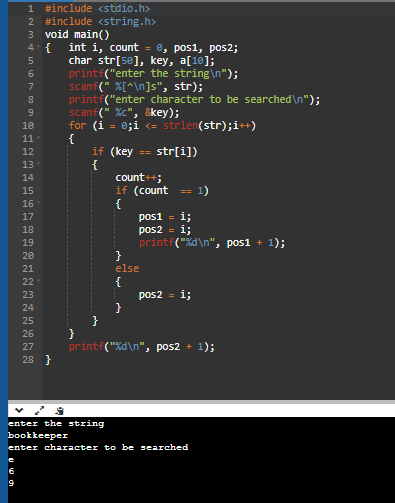 1 #include <stdio.h>
2 #include <string.h>
3 void main()
4 { int i, count = 0, pos1, pos2;
5 char str[50], key, a[10];
6 printf("enter the string\n");
7 scanf(" %[^\n]s", str);
8 printf("enter character to be searched\n");
9 scanf(" %c", &key);
10 for (i = 0;i <= strlen(str);i++)
11 {
12 if (key == str[i])
13 {
14 count++;
15 if (count == 1)
16 {
17 pos1 = i;
18 pos2 = i;
19 printf("%d\n", pos1 + 1);
20 }
21 else
22 {
23 pos2 = i;
24 }
25 }
26 }
27 printf("%d\n", pos2 + 1);
28 }
enter the string
bookkeeper
enter character to be searched
e
6
9